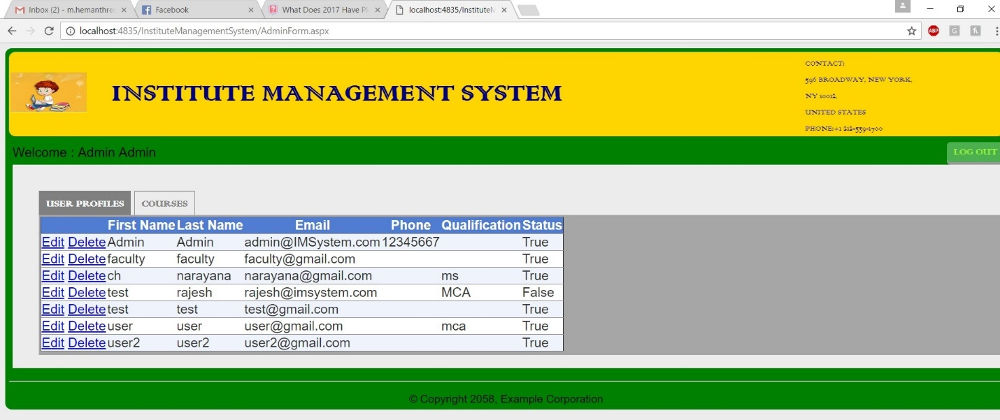 Inbox (2) - m.hemanthre
Facebook
What Does 2017 Have Pl
localhost:4835/InstituteM
localhost:4835/InstituteManagementSystem/AdminForm.aspx
ABP
G
INSTITUTE MANAGEMENT SYSTEM
CONTACT:
596 BROADWAY, NEW YORK,
NY 10012,
UNITED STATES
PHONE:+1 212-539-1700
Welcome : Admin Admin
LOG OUT
USER PROFILES COURSES
First Name Last Name Email Phone Qualification Status
Edit Delete Admin Admin admin@IMSystem.com 12345667 True
Edit Delete faculty faculty faculty@gmail.com True
Edit Delete ch narayana narayana@gmail.com ms True
Edit Delete test rajesh rajesh@imsystem.com MCA False
Edit Delete test test test@gmail.com True
Edit Delete user user user@gmail.com mca True
Edit Delete user2 user2 user2@gmail.com True
© Copyright 2058, Example Corporation